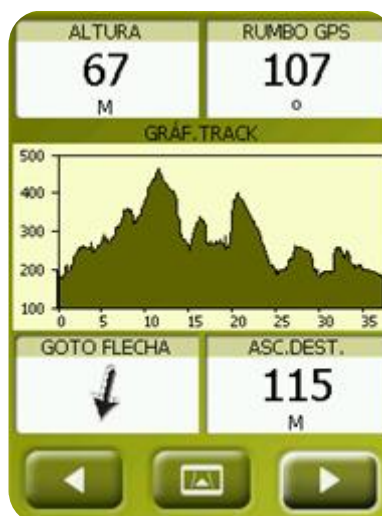 ALTURA
67
M
RUMBO GPS
107
o
GRÁF.TRACK
500
400
300
200
100
0 5 10 15 20 25 30 35
GOTO FLECHA
ASC.DEST.
115
M